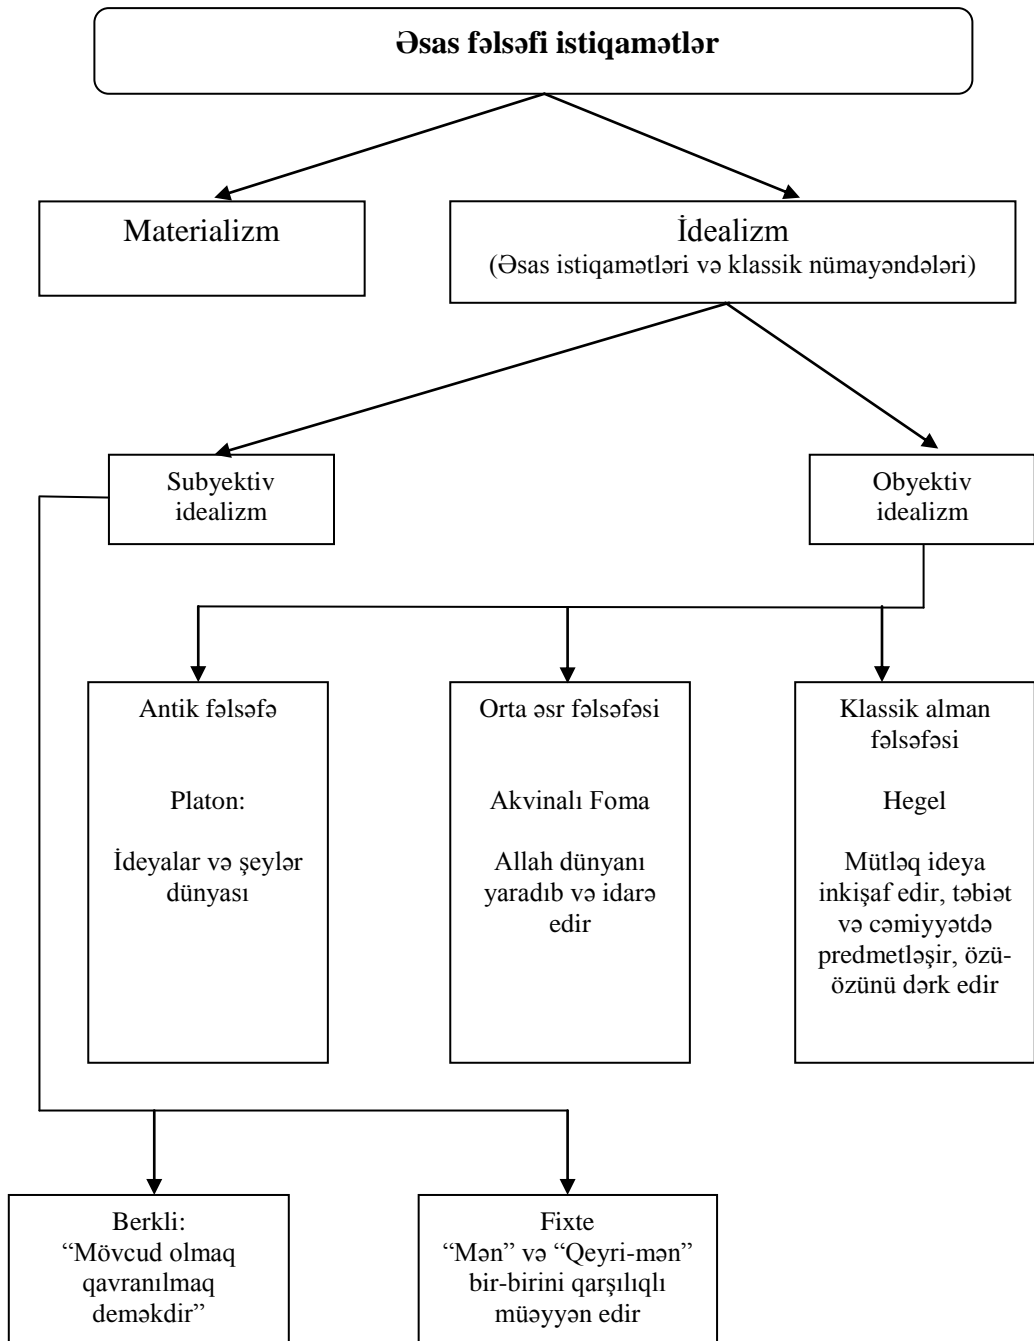 Əsas fəlsəfi istiqamətlər
Materializm
İdealizm
(Əsas istiqamətləri və klassik nümayəndələri)
Subyektiv
idealizm
Obyektiv
idealizm
Antik fəlsəfə
Platon:
İdeyalar və şeylər
dünyası
Orta əsr fəlsəfəsi
Akvinalı Foma
Allah dünyanı
yaradıb və idarə
edir
Klassik alman
fəlsəfəsi
Hegel
Mütləq ideya
inkişaf edir, təbiət
və cəmiyyətdə
predmetləşir, özü-
özünü dərk edir
Berkli:
“Mövcud olmaq
qavranılmaq
deməkdir”
Fixte
“Mən” və “Qeyri-mən”
bir-birini qarşılıqlı
müəyyən edir